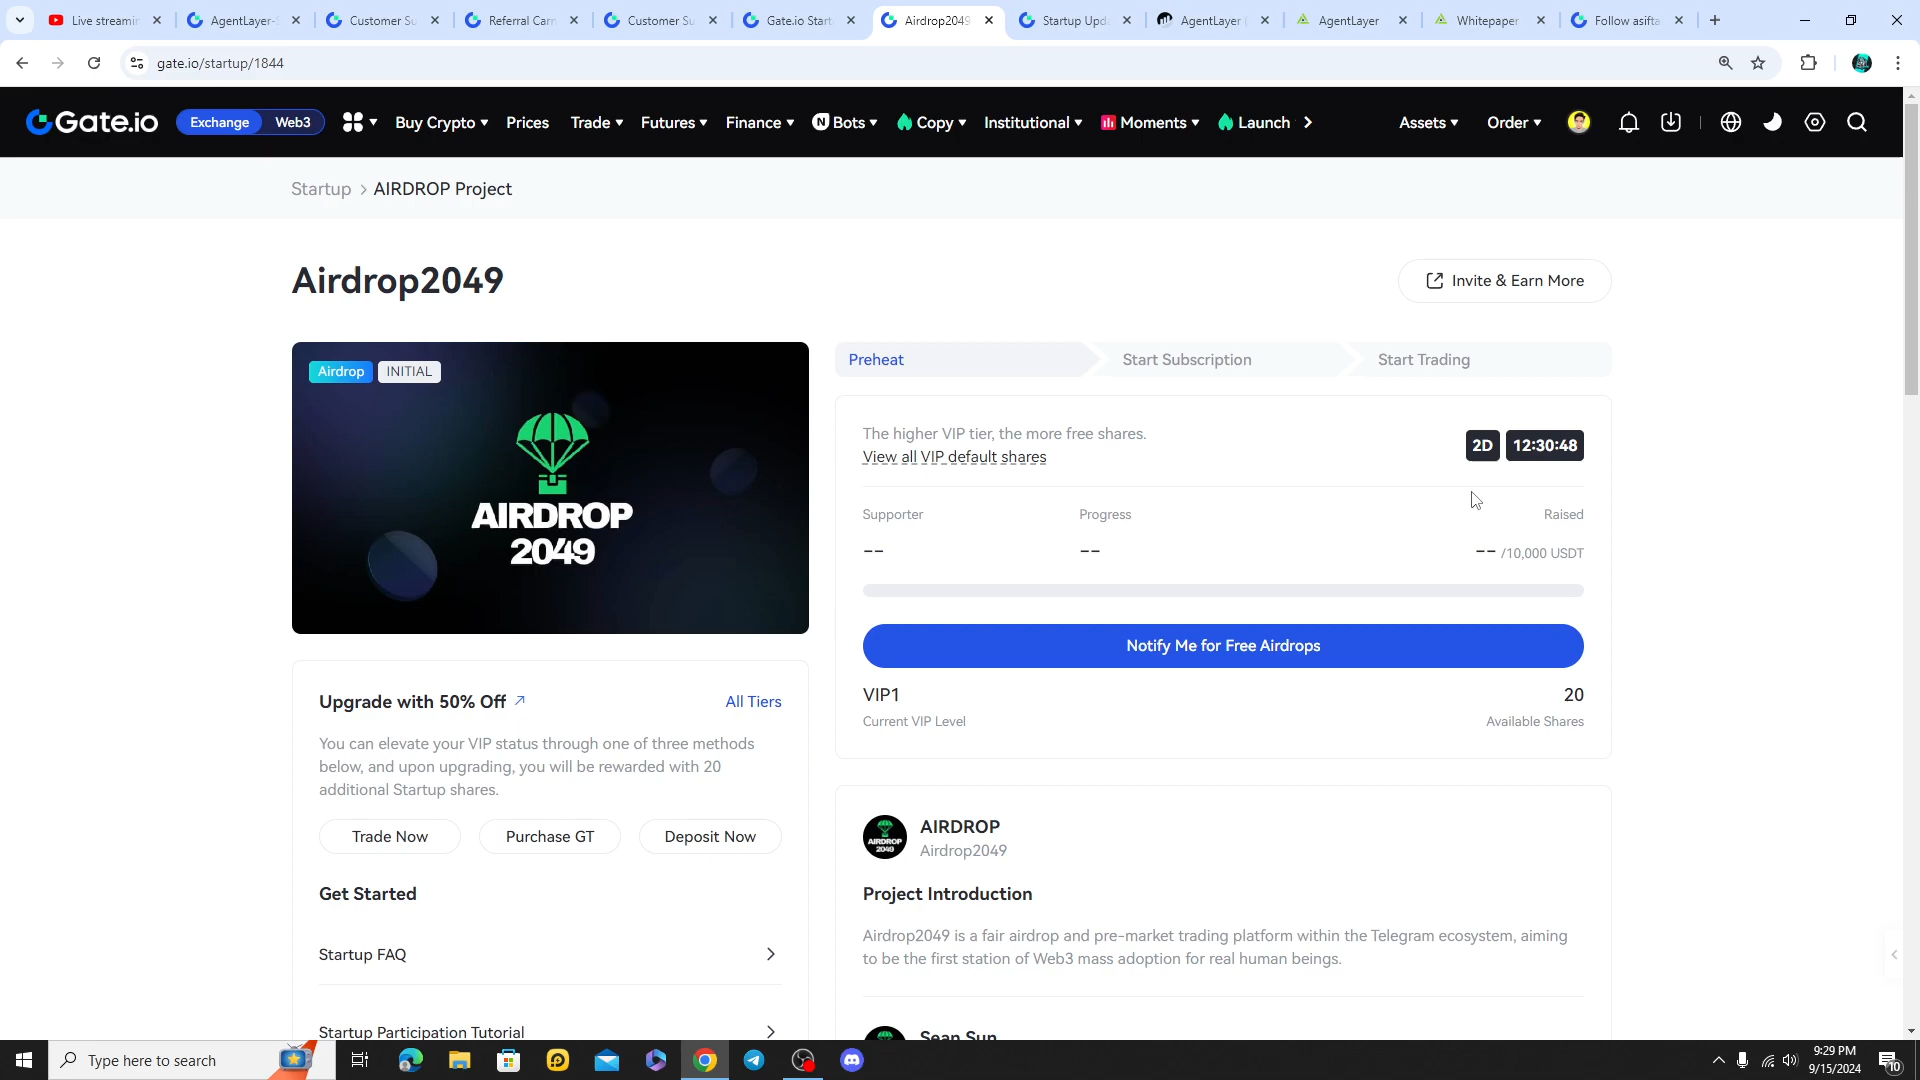 Live streamin
AgentLayer-
Customer Su
Referral Carn
Customer Su
Gate.io Start
Airdrop2049
Startup Upda
AgentLayer (
AgentLayer
Whitepaper
Follow asifta
gate.io/startup/1844
Gate.io
Exchange
Web3
Buy Crypto
Prices
Trade
Futures
Finance
Bots
Copy
Institutional
Moments
Launch
Assets
Order
Startup > AIRDROP Project
Airdrop2049
Invite & Earn More
Airdrop
INITIAL
AIRDROP
2049
Preheat
Start Subscription
Start Trading
The higher VIP tier, the more free shares.
View all VIP default shares
2D
12:30:48
Supporter
Progress
Raised
--
--
-- /10,000 USDT
Notify Me for Free Airdrops
VIP1
20
Current VIP Level
Available Shares
Upgrade with 50% Off
All Tiers
You can elevate your VIP status through one of three methods
below, and upon upgrading, you will be rewarded with 20
additional Startup shares.
Trade Now
Purchase GT
Deposit Now
Get Started
Startup FAQ
Startup Participation Tutorial
AIRDROP
2049
AIRDROP
Airdrop2049
Project Introduction
Airdrop2049 is a fair airdrop and pre-market trading platform within the Telegram ecosystem, aiming
to be the first station of Web3 mass adoption for real human beings.
Sean Sun
Type here to search
9:29 PM
9/15/2024
10